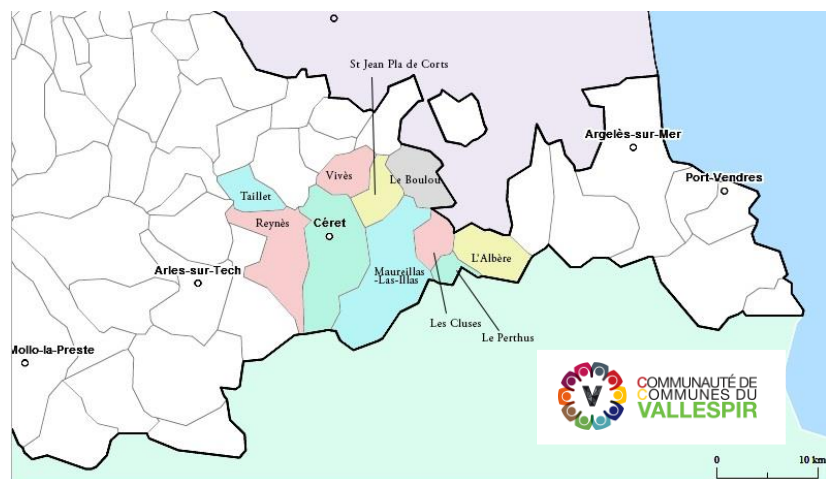 St Jean Pla de Corts
Argelès-sur-Mer
Vivès
Le Boulou
Port-Vendres
Taillet
Reynès
Céret
L'Albère
Arles-sur-Tech
Maureillas
-Las-Illas
Les Cluses
Le Perthus
Mollo-la-Preste
V
COMMUNAUTÉ DE
COMMUNES DU
VALLESPIR
0 10 km